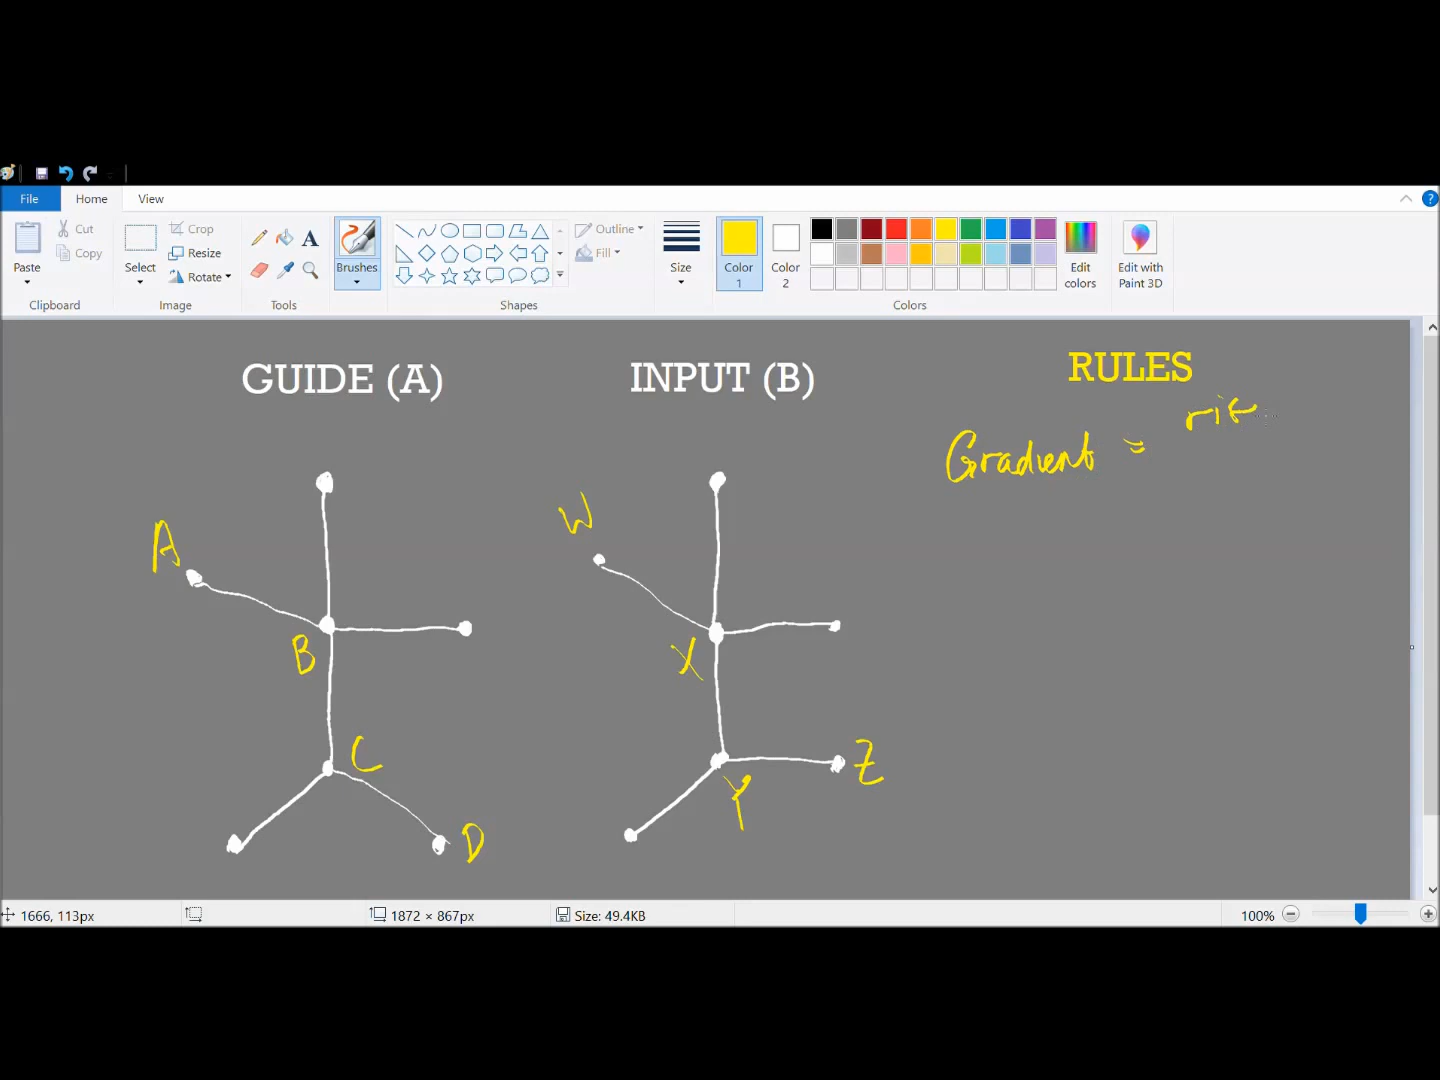 File Home View
Paste Cut Copy Clipboard
Select Crop Resize Rotate Image
Tools
Brushes
Outline Fill Shapes
Size
Color 1 Color 2 Edit colors Colors
Edit with Paint 3D
GUIDE (A) INPUT (B) RULES
Gradient =
A W
B X
C Y Z
D
1666, 113px 1872 × 867px Size: 49.4KB 100%